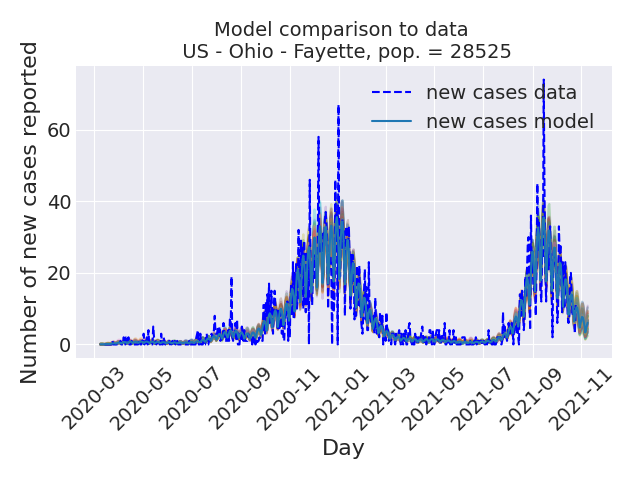 Model comparison to data
US - Ohio - Fayette, pop. = 28525
Number of new cases reported
new cases data
new cases model
60
40
20
0
2020-03
2020-05
2020-07
2020-09
2020-11
2021-01
2021-03
2021-05
2021-07
2021-09
2021-11
Day